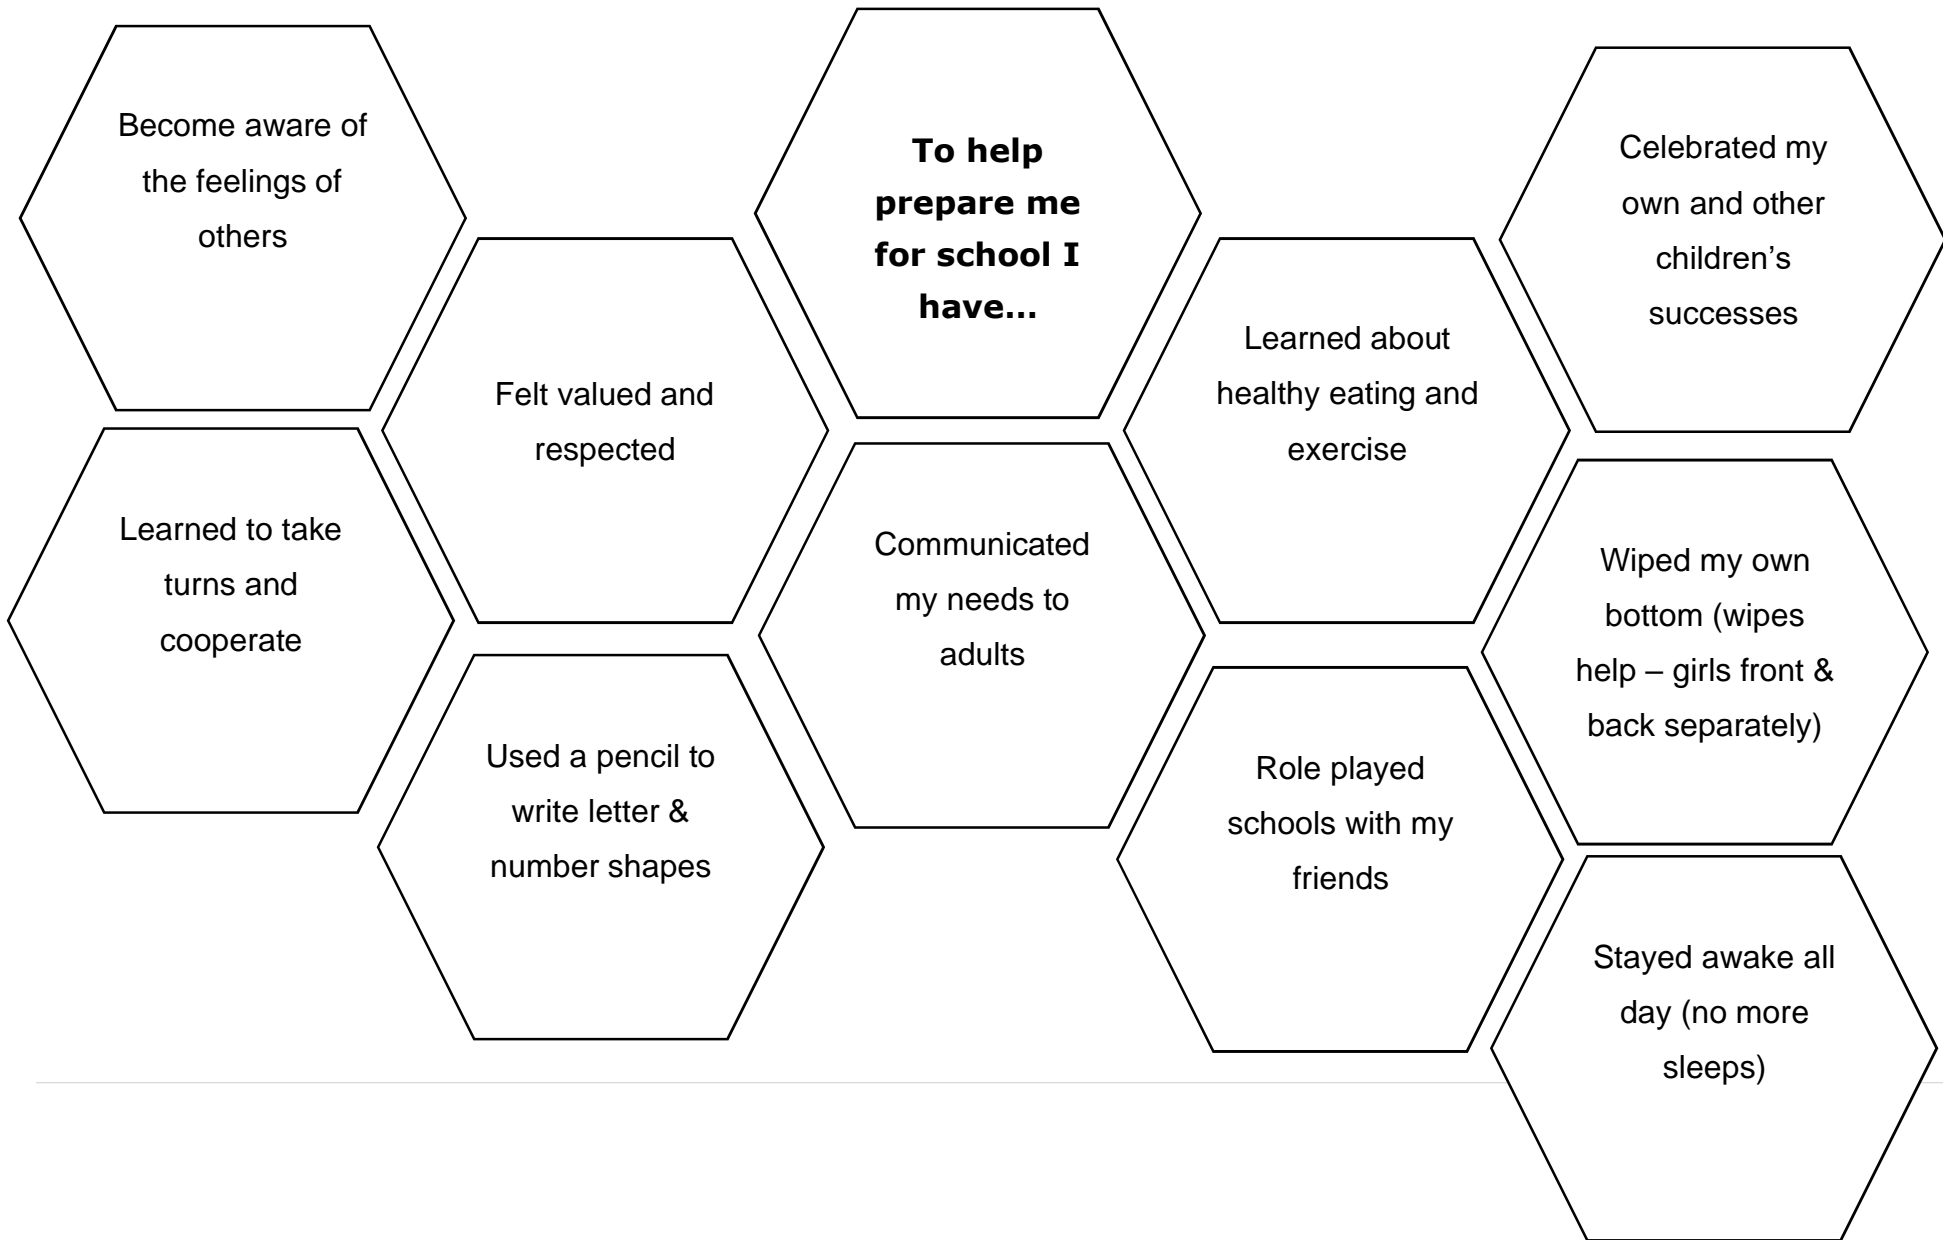 Become aware of
the feelings of
others
To help
prepare me
for school I
have...
Celebrated my
own and other
children's
successes
Felt valued and
respected
Learned about
healthy eating and
exercise
Learned to take
turns and
cooperate
Communicated
my needs to
adults
Wiped my own
bottom (wipes
help – girls front &
back separately)
Used a pencil to
write letter &
number shapes
Role played
schools with my
friends
Stayed awake all
day (no more
sleeps)